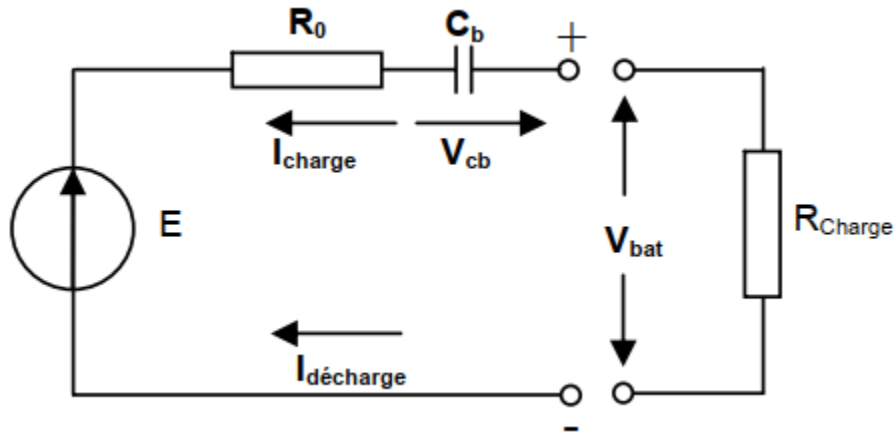 R0 Cb +
Icharge Vcb
E Vbat RCharge
Idécharge
-